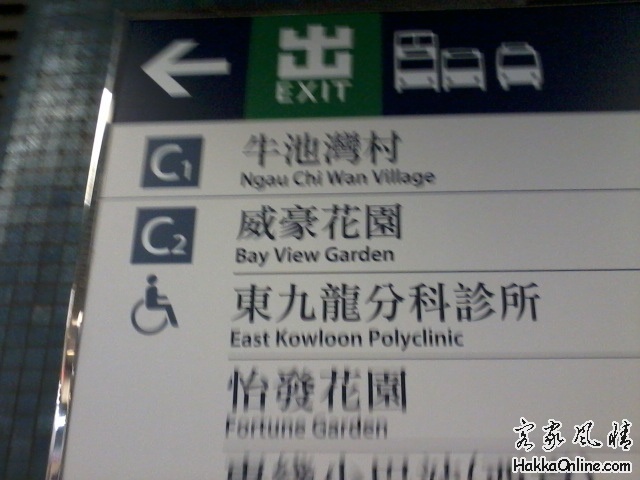 出
EXIT
C1
牛池灣村
Ngau Chi Wan Village
C2
威豪花園
Bay View Garden
東九龍分科診所
East Kowloon Polyclinic
怡發花園
Fortune Garden
客家風情
HakkaOnline.com